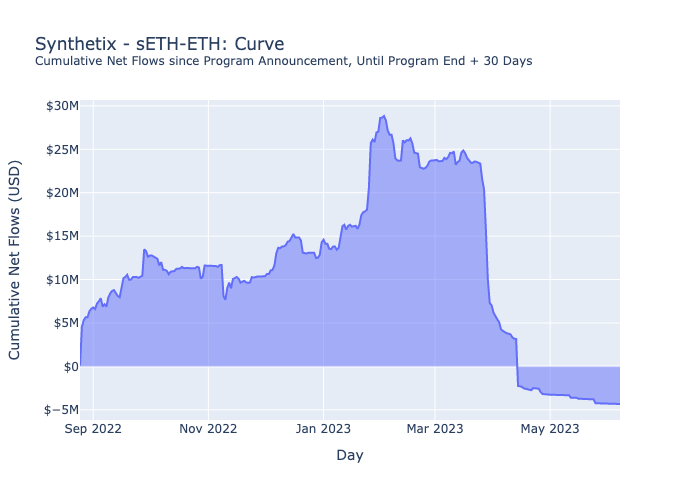 Synthetix - sETH-ETH: Curve
Cumulative Net Flows since Program Announcement, Until Program End + 30 Days
Cumulative Net Flows (USD)
$30M
$25M
$20M
$15M
$10M
$5M
$0
$−5M
Sep 2022 Nov 2022 Jan 2023 Mar 2023 May 2023
Day